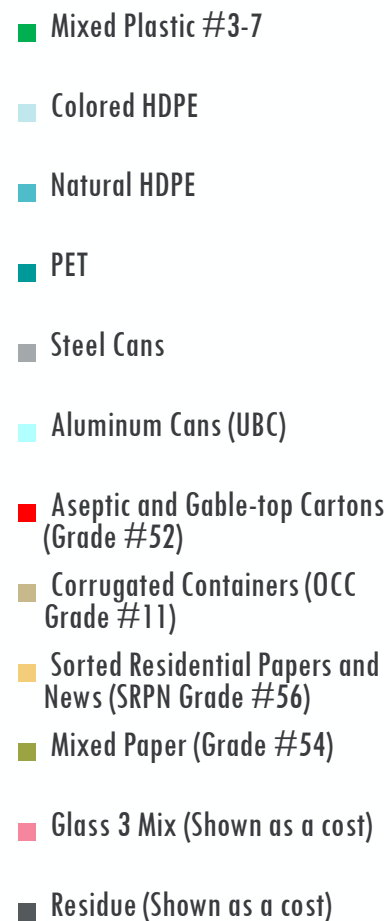 Mixed Plastic #3-7
Colored HDPE
Natural HDPE
PET
Steel Cans
Aluminum Cans (UBC)
Aseptic and Gable-top Cartons
(Grade #52)
Corrugated Containers (OCC
Grade #11)
Sorted Residential Papers and
News (SRPN Grade #56)
Mixed Paper (Grade #54)
Glass 3 Mix (Shown as a cost)
Residue (Shown as a cost)